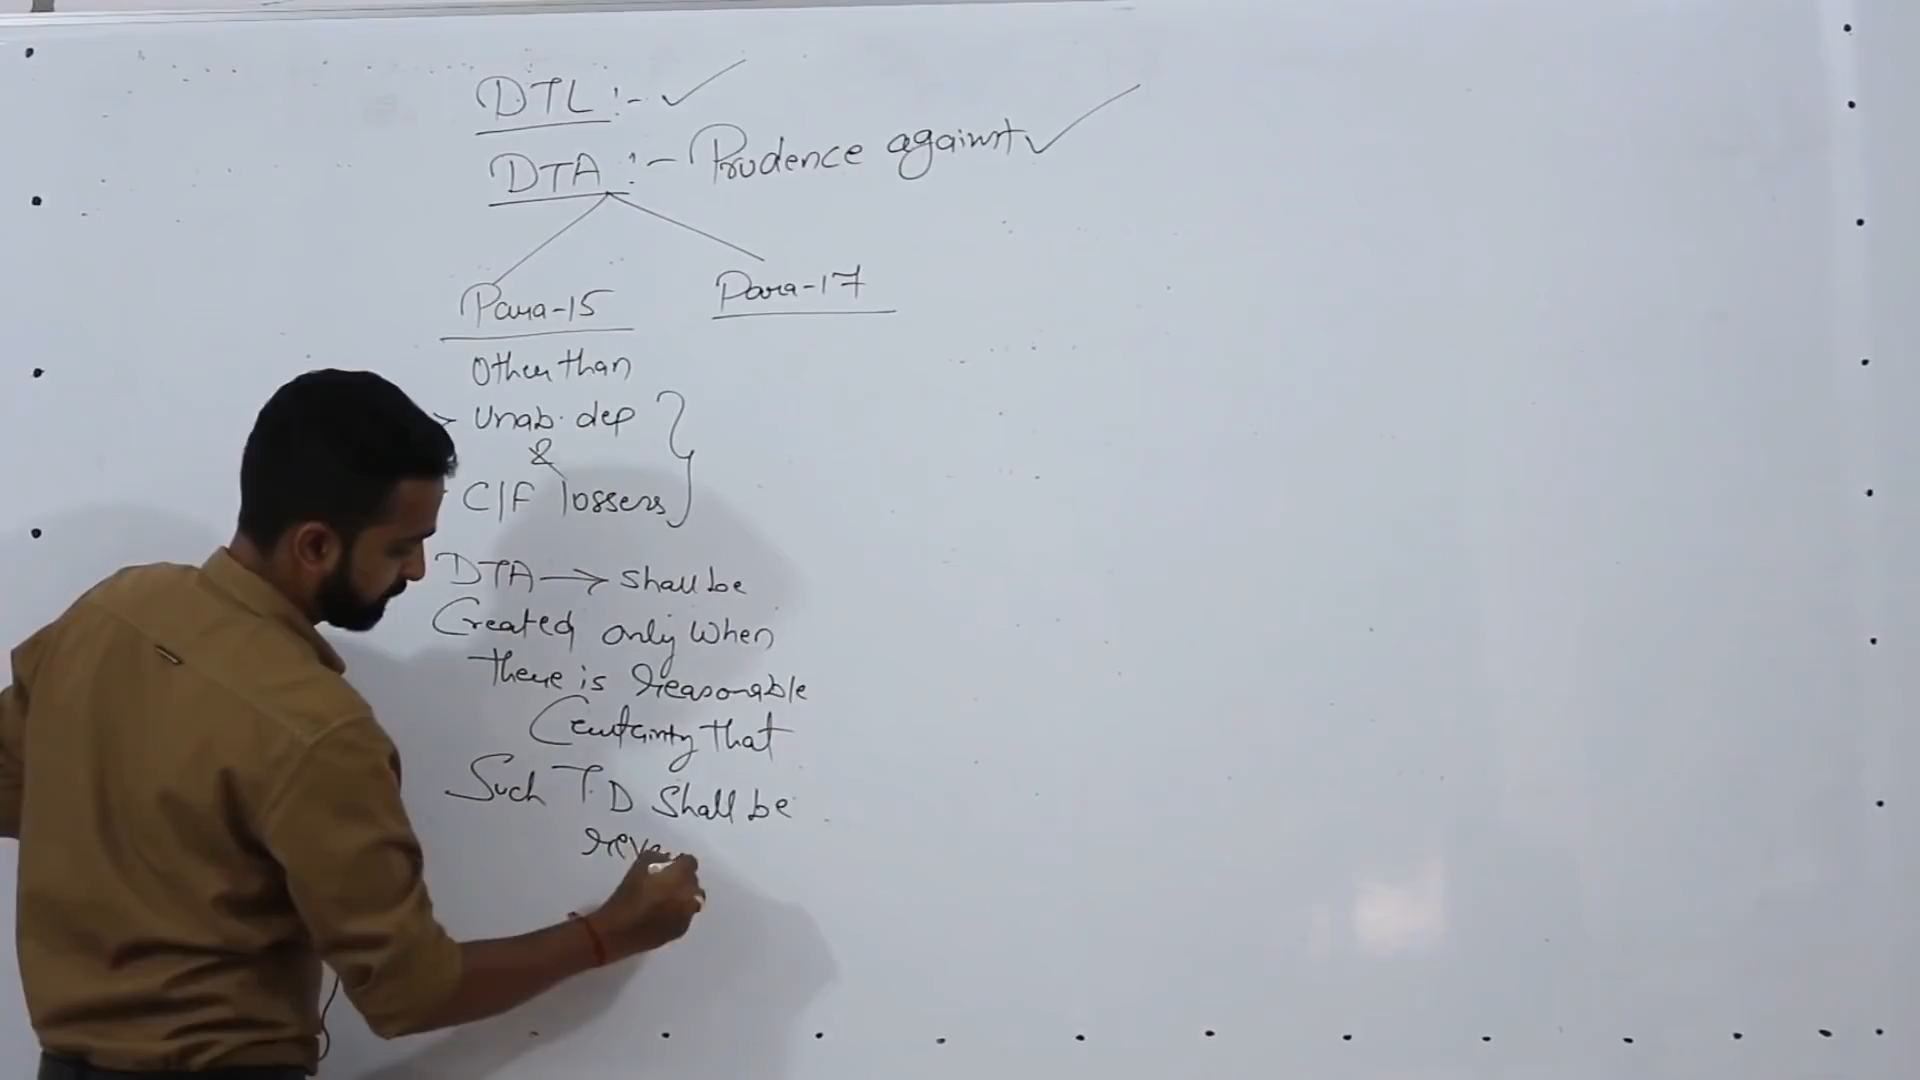 DTL :- ✓
DTA :- Prudence against ✓
Para-15
Para-17
Other than
Unab. dep
&
C/F lossers
DTA → shall be
Created only when
there is reasonable
Certainty that
Such T.D shall be